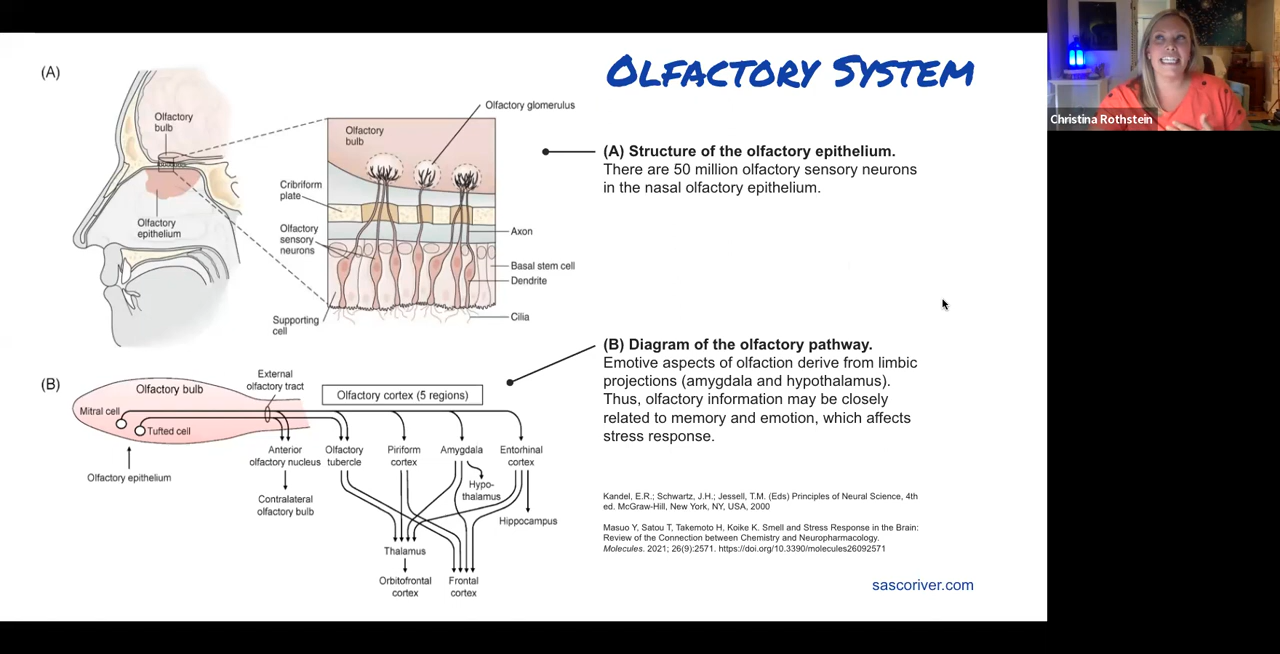 OLFACTORY SYSTEM
Christina Rothstein
(A)
Olfactory
bulb
Olfactory
epithelium
Olfactory glomerulus
Olfactory
bulb
Cribriform
plate
Olfactory
sensory
neurons
Axon
Basal stem cell
Dendrite
Supporting
cell
Cilia
(A) Structure of the olfactory epithelium.
There are 50 million olfactory sensory neurons
in the nasal olfactory epithelium.
(B)
Olfactory bulb
External
olfactory tract
Olfactory cortex (5 regions)
Mitral cell
Tufted cell
Olfactory epithelium
Anterior
olfactory nucleus
Olfactory
tubercle
Piriform
cortex
Amygdala
Entorhinal
cortex
Contralateral
olfactory bulb
Hypo-
thalamus
Hippocampus
Thalamus
Orbitofrontal
cortex
Frontal
cortex
(B) Diagram of the olfactory pathway.
Emotive aspects of olfaction derive from limbic
projections (amygdala and hypothalamus).
Thus, olfactory information may be closely
related to memory and emotion, which affects
stress response.
Kandel, E.R.; Schwartz, J.H.; Jessell, T.M. (Eds) Principles of Neural Science, 4th
ed. McGraw-Hill, New York, NY, USA, 2000
Masuo Y, Satou T, Takemoto H, Koike K. Smell and Stress Response in the Brain:
Review of the Connection between Chemistry and Neuropharmacology.
Molecules. 2021; 26(9):2571. https://doi.org/10.3390/molecules26092571
sascoriver.com